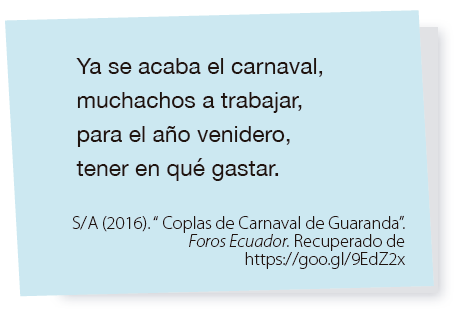 Ya se acaba el carnaval,
muchachos a trabajar,
para el año venidero,
tener en qué gastar.
S/A (2016). “ Coplas de Carnaval de Guaranda”.
Foros Ecuador. Recuperado de
https://goo.gl/9EdZ2x